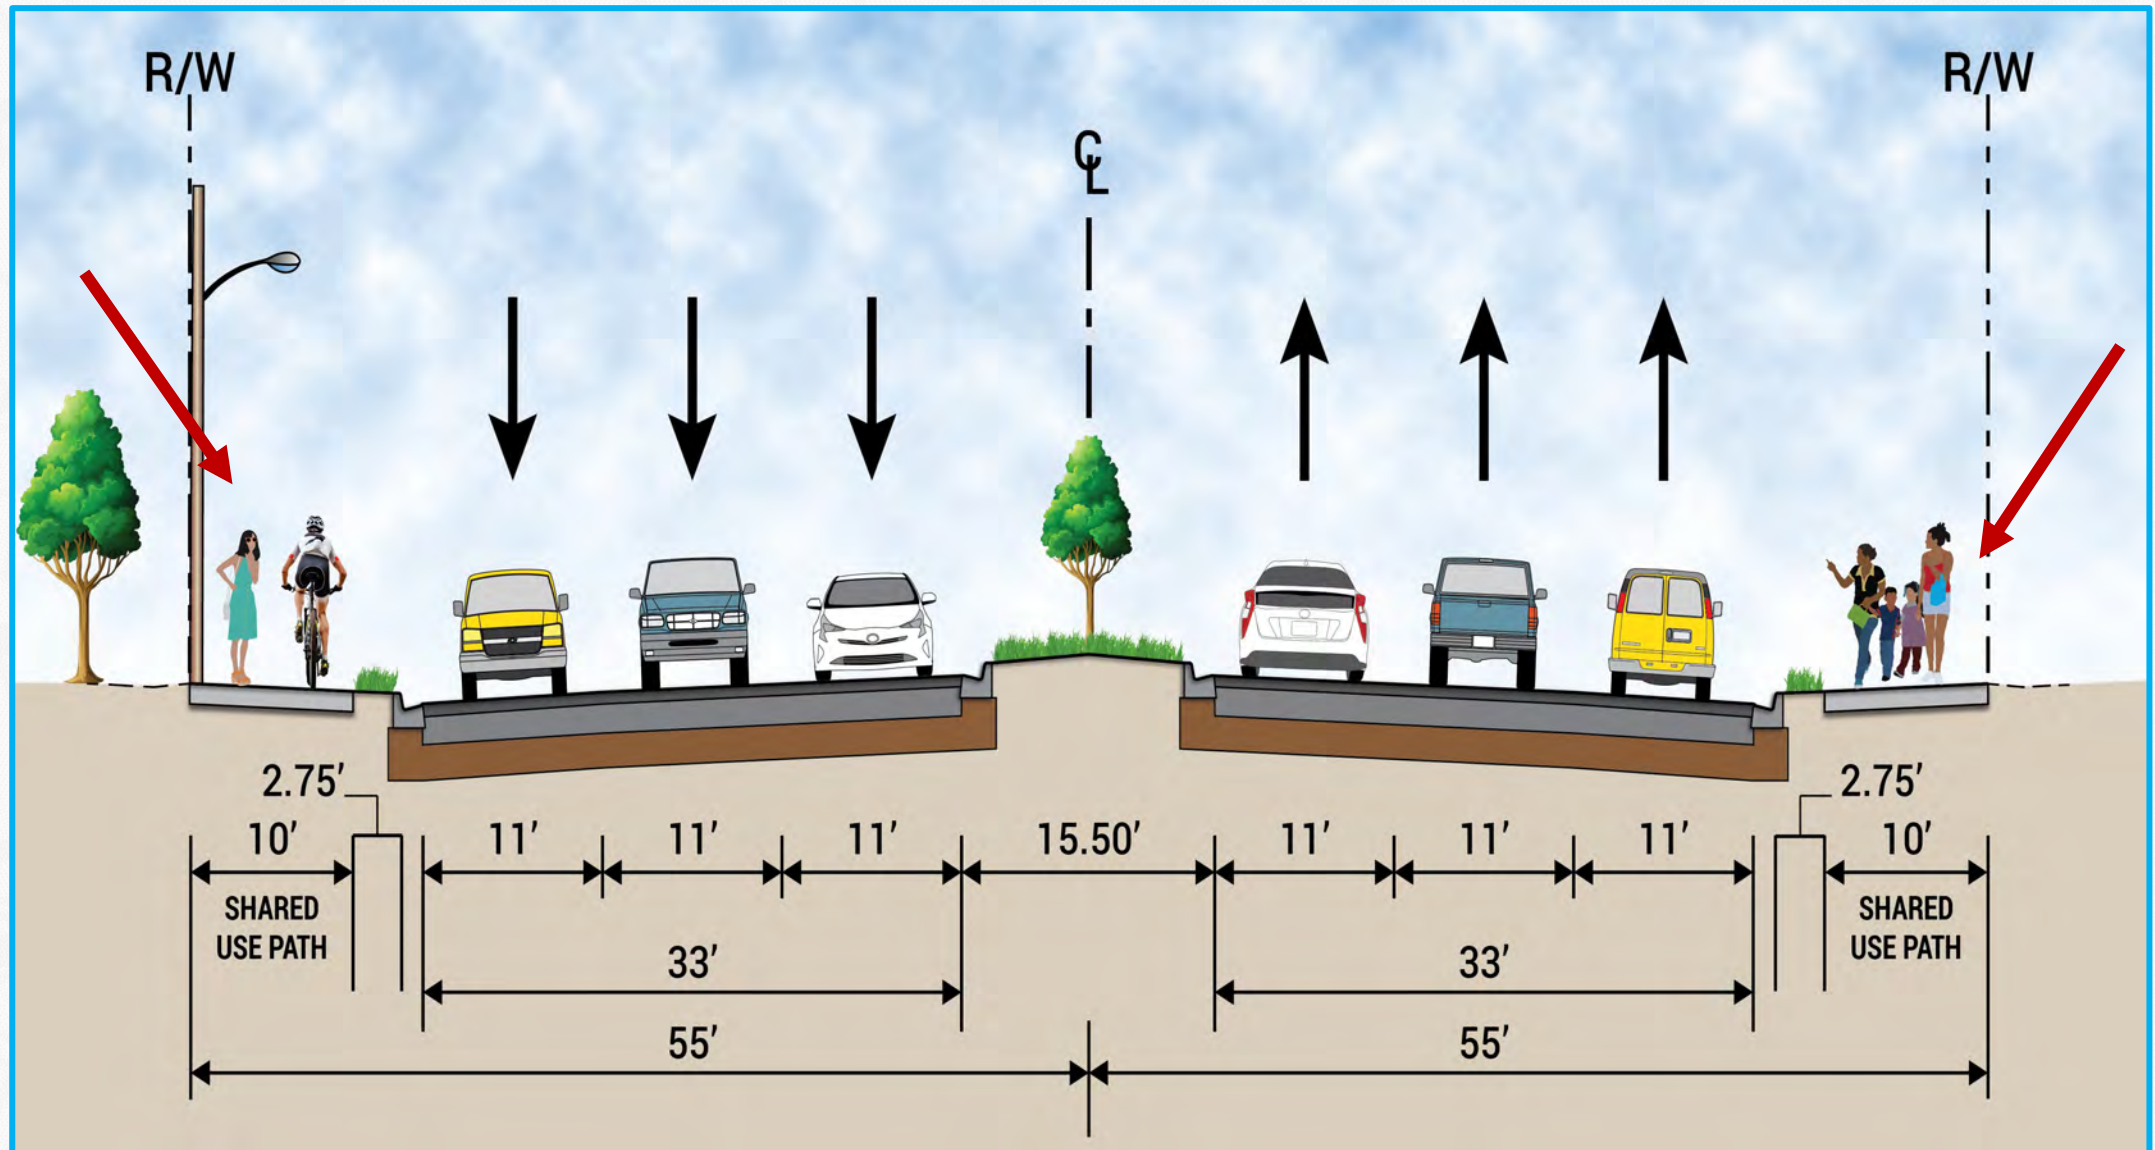 R/W
R/W
℄
2.75'
2.75'
10'
11'
11'
11'
15.50'
11'
11'
11'
10'
SHARED
USE PATH
SHARED
USE PATH
33'
33'
55'
55'